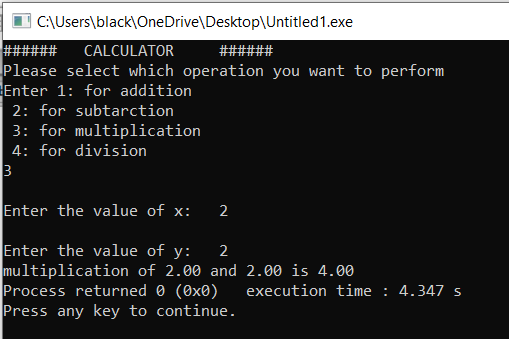 C:\Users\black\OneDrive\Desktop\Untitled1.exe
###### CALCULATOR ######
Please select which operation you want to perform
Enter 1: for addition
2: for subtarction
3: for multiplication
4: for division
3
Enter the value of x: 2
Enter the value of y: 2
multiplication of 2.00 and 2.00 is 4.00
Process returned 0 (0x0) execution time : 4.347 s
Press any key to continue.